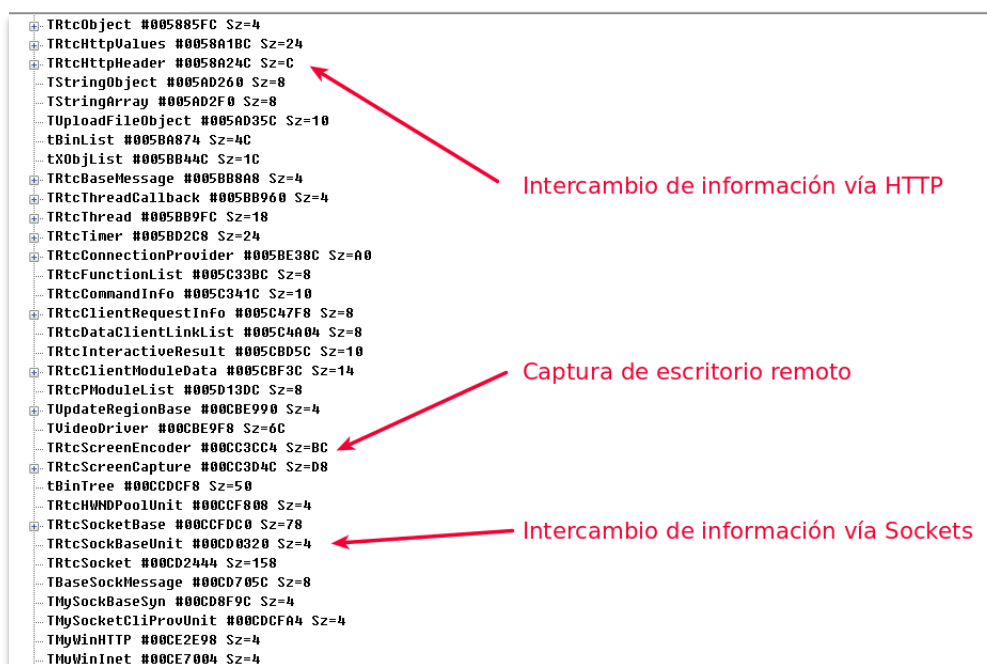 TRtcObject #005885FC Sz=4
TRtcHttpValues #0058A1BC Sz=24
TRtcHttpHeader #0058A24C Sz=C
TStringObject #005AD260 Sz=8
TStringArray #005AD2F0 Sz=8
TUploadFileObject #005AD35C Sz=10
tBinList #005BA874 Sz=4C
tXObjList #005BB44C Sz=1C
TRtcBaseMessage #005BB8A8 Sz=4
Intercambio de información vía HTTP
TRtcThreadCallback #005BB960 Sz=4
TRtcThread #005BB9FC Sz=18
TRtcTimer #005BD2C8 Sz=24
TRtcConnectionProvider #005BE38C Sz=A0
TRtcFunctionList #005C33BC Sz=8
TRtcCommandInfo #005C341C Sz=10
TRtcClientRequestInfo #005C47F8 Sz=8
TRtcDataClientLinkList #005C4A04 Sz=8
TRtcInteractiveResult #005CBD5C Sz=10
TRtcClientModuleData #005CBF3C Sz=14
Captura de escritorio remoto
TRtcPModuleList #005D13DC Sz=8
TUpdateRegionBase #00CBE990 Sz=4
TVideoDriver #00CBE9F8 Sz=6C
TRtcScreenEncoder #00CC3CC4 Sz=BC
TRtcScreenCapture #00CC3D4C Sz=D8
tBinTree #00CCDCF8 Sz=50
TRtcHWNDPoolUnit #00CCF808 Sz=4
TRtcSocketBase #00CCFDC0 Sz=78
Intercambio de información vía Sockets
TRtcSockBaseUnit #00CD0320 Sz=4
TRtcSocket #00CD2444 Sz=158
TBaseSockMessage #00CD705C Sz=8
TMySockBaseSyn #00CD8F9C Sz=4
TMySocketCliProvUnit #00CDCFA4 Sz=4
TMyWinHTTP #00CE2E98 Sz=4
TMyWinInet #00CE7004 Sz=4